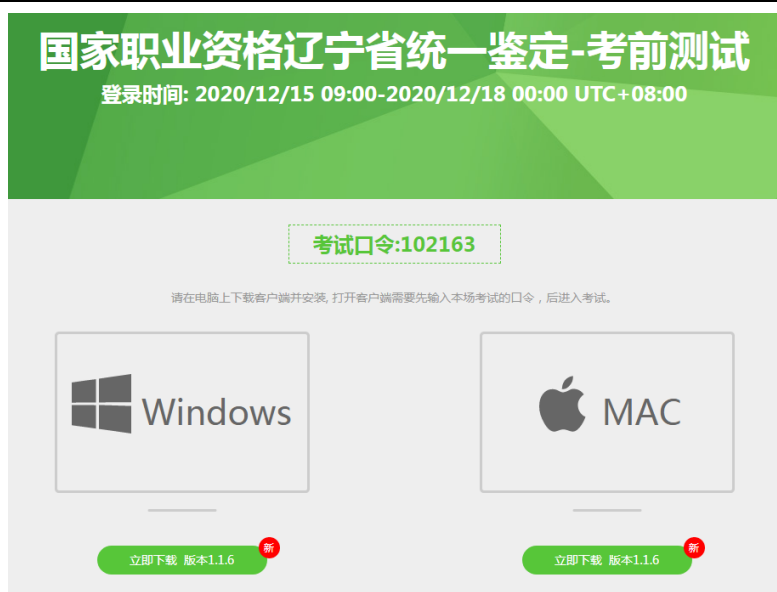 国家职业资格辽宁省统一鉴定-考前测试
登录时间: 2020/12/15 09:00-2020/12/18 00:00 UTC+08:00
考试口令:102163
请在电脑上下载客户端并安装, 打开客户端需要先输入本场考试的口令，后进入考试。
Windows
MAC
新
新
立即下载 版本1.1.6
立即下载 版本1.1.6